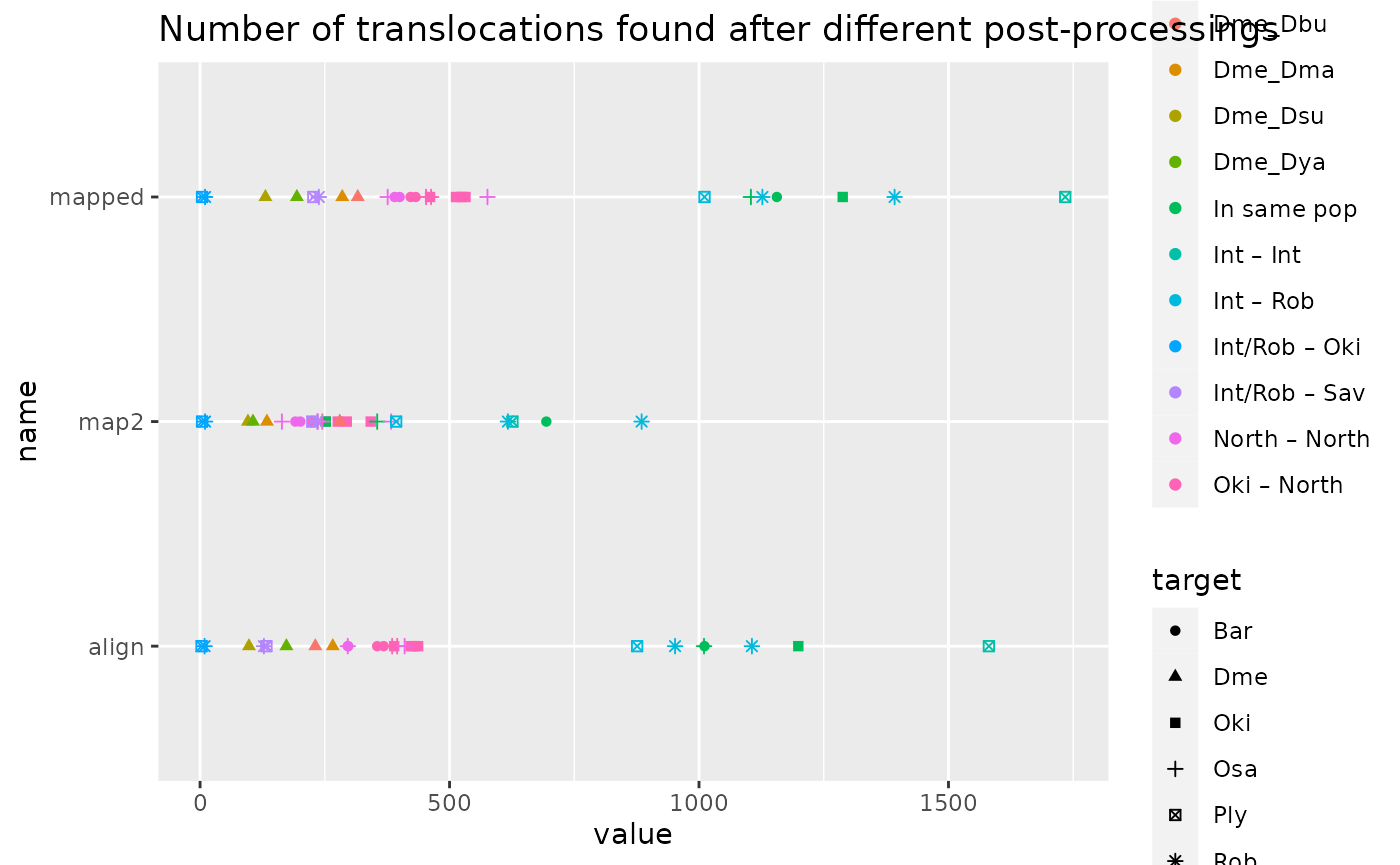 Number of translocations found after different post-processings
mapped
map2
align
name
0
500
1000
1500
value
Dme_Dbu
Dme_Dma
Dme_Dsu
Dme_Dya
In same pop
Int – Int
Int – Rob
Int/Rob – Oki
Int/Rob – Sav
North – North
Oki – North
target
Bar
Dme
Oki
Osa
Ply
Rob